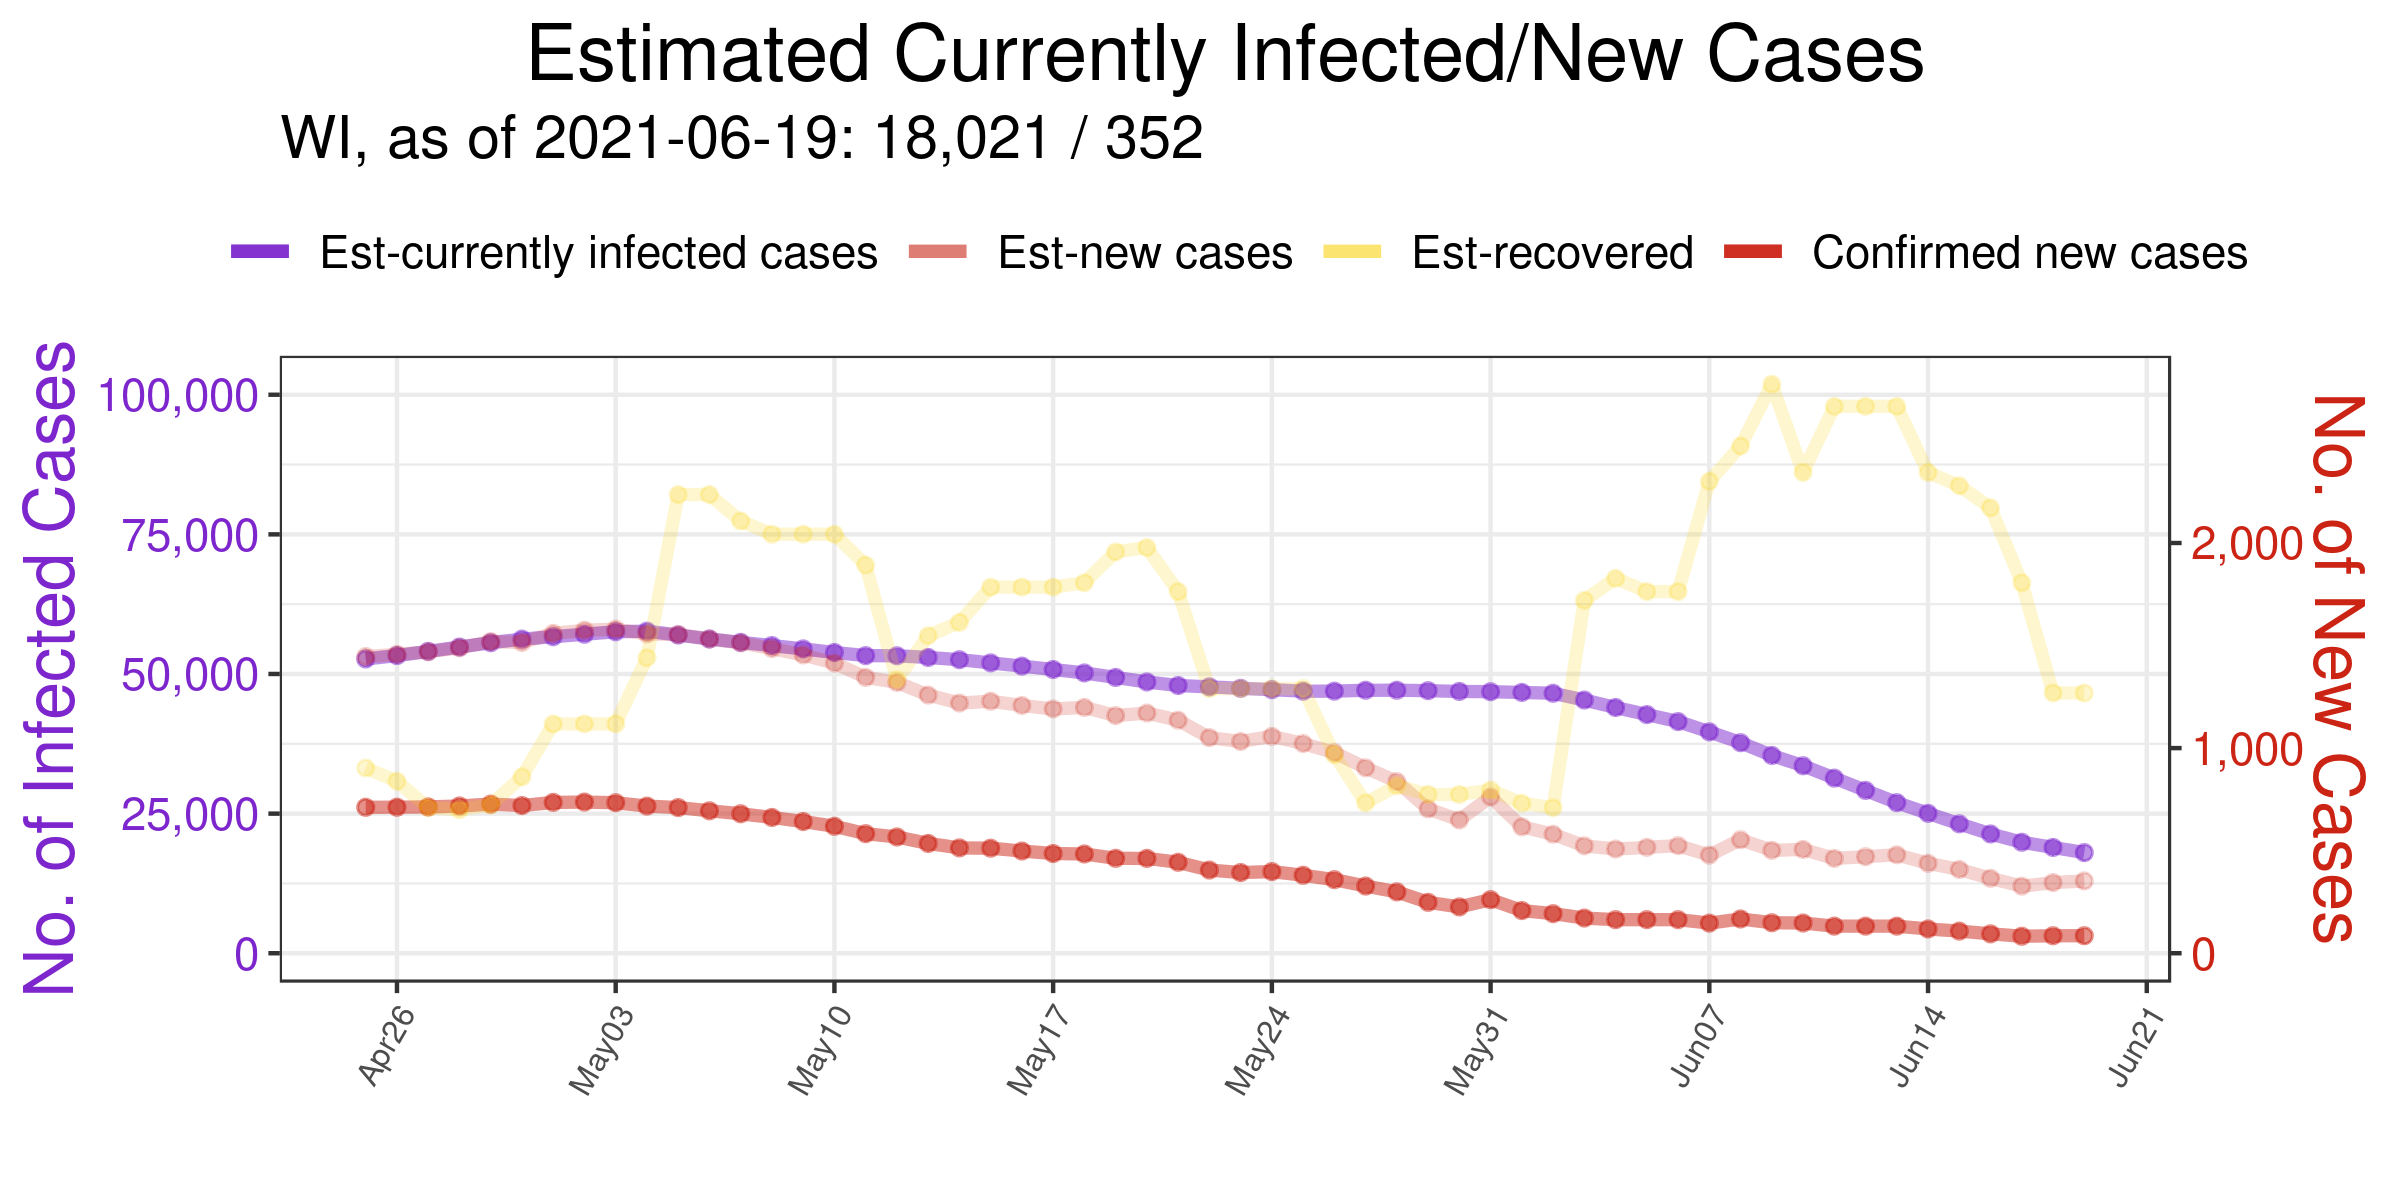 Estimated Currently Infected/New Cases
WI, as of 2021-06-19: 18,021 / 352
Est-currently infected cases Est-new cases Est-recovered Confirmed new cases
No. of Infected Cases
100,000
75,000
50,000
25,000
0
2,000
1,000
0
No. of New Cases
Apr26 May03 May10 May17 May24 May31 Jun07 Jun14 Jun21